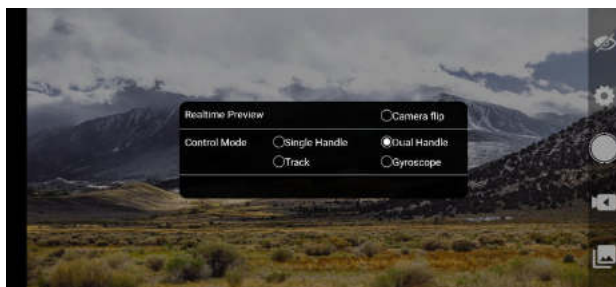 Realtime Preview Camera flip
Control Mode Single Handle Dual Handle
Track Gyroscope